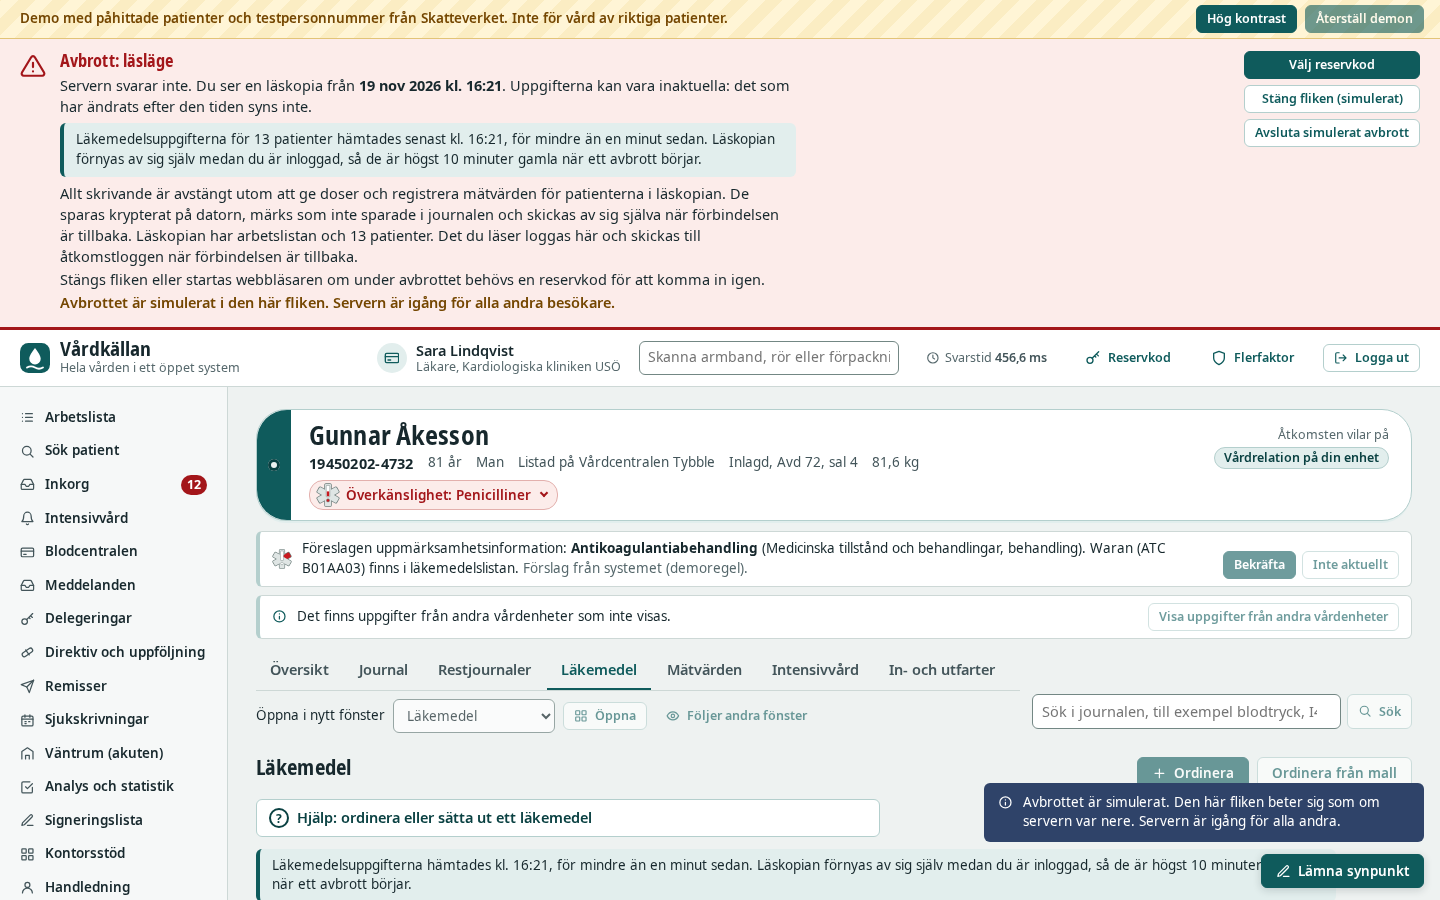 Demo med påhittade patienter och testpersonnummer från Skatteverket. Inte för vård av riktiga patienter.
Hög kontrast
Återställ demon
Avbrott: läsläge
Servern svarar inte. Du ser en läskopia från 19 nov 2026 kl. 16:21. Uppgifterna kan vara inaktuella: det som
har ändrats efter den tiden syns inte.
Läkemedelsuppgifterna för 13 patienter hämtades senast kl. 16:21, för mindre än en minut sedan. Läskopian
förnyas av sig själv medan du är inloggad, så de är högst 10 minuter gamla när ett avbrott börjar.
Allt skrivande är avstängt utom att ge doser och registrera mätvärden för patienterna i läskopian. De
sparas krypterat på datorn, märks som inte sparade i journalen och skickas av sig själva när förbindelsen
är tillbaka. Läskopian har arbetslistan och 13 patienter. Det du läser loggas här och skickas till
åtkomstloggen när förbindelsen är tillbaka.
Stängs fliken eller startas webbläsaren om under avbrottet behövs en reservkod för att komma in igen.
Avbrottet är simulerat i den här fliken. Servern är igång för alla andra besökare.
Välj reservkod
Stäng fliken (simulerat)
Avsluta simulerat avbrott
Vårdkällan
Hela vården i ett öppet system
Sara Lindqvist
Läkare, Kardiologiska kliniken USÖ
Skanna armband, rör eller förpackni
Svarstid 456,6 ms
Reservkod
Flerfaktor
Logga ut
Arbetslista
Sök patient
Inkorg 12
Intensivvård
Blodcentralen
Meddelanden
Delegeringar
Direktiv och uppföljning
Remisser
Sjukskrivningar
Väntrum (akuten)
Analys och statistik
Signeringslista
Kontorsstöd
Handledning
Gunnar Åkesson
19450202-4732 81 år Man Listad på Vårdcentralen Tybble Inlagd, Avd 72, sal 4 81,6 kg
Överkänslighet: Penicilliner
Åtkomsten vilar på
Vårdrelation på din enhet
Föreslagen uppmärksamhetsinformation: Antikoagulantiabehandling (Medicinska tillstånd och behandlingar, behandling). Waran (ATC
B01AA03) finns i läkemedelslistan. Förslag från systemet (demoregel).
Bekräfta
Inte aktuellt
Det finns uppgifter från andra vårdenheter som inte visas.
Visa uppgifter från andra vårdenheter
Översikt Journal Restjournaler Läkemedel Mätvärden Intensivvård In- och utfarter
Öppna i nytt fönster
Läkemedel
Öppna
Följer andra fönster
Sök i journalen, till exempel blodtryck, I
Sök
Läkemedel
Ordinera
Ordinera från mall
Hjälp: ordinera eller sätta ut ett läkemedel
Avbrottet är simulerat. Den här fliken beter sig som om
servern var nere. Servern är igång för alla andra.
Läkemedelsuppgifterna hämtades kl. 16:21, för mindre än en minut sedan. Läskopian förnyas av sig själv medan du är inloggad, så de är högst 10 minuter
när ett avbrott börjar.
Lämna synpunkt